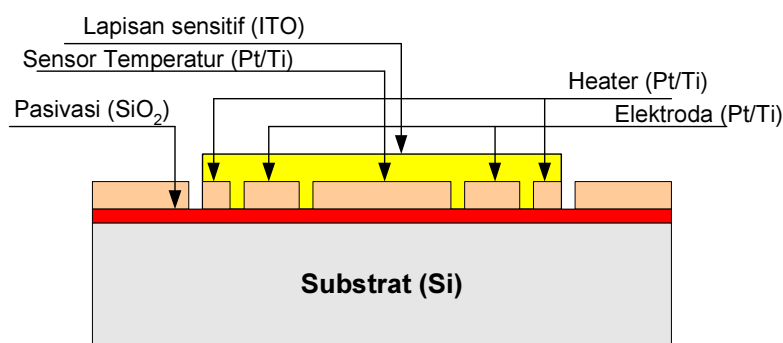 Lapisan sensitif (ITO)
Sensor Temperatur (Pt/Ti)
Heater (Pt/Ti)
Pasivasi (SiO₂)
Elektroda (Pt/Ti)
Substrat (Si)